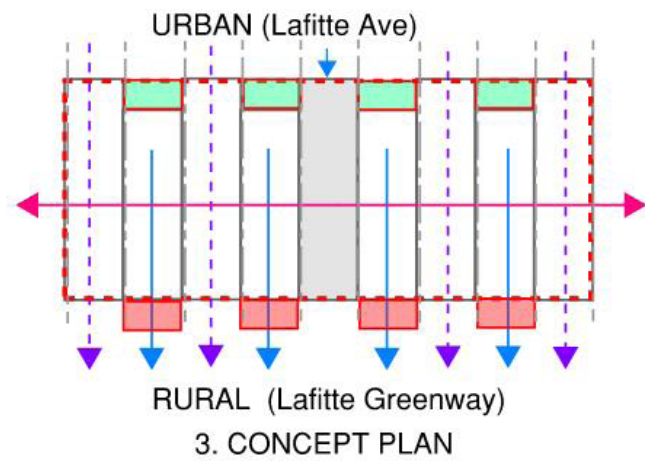 URBAN (Lafitte Ave)
RURAL (Lafitte Greenway)
3. CONCEPT PLAN